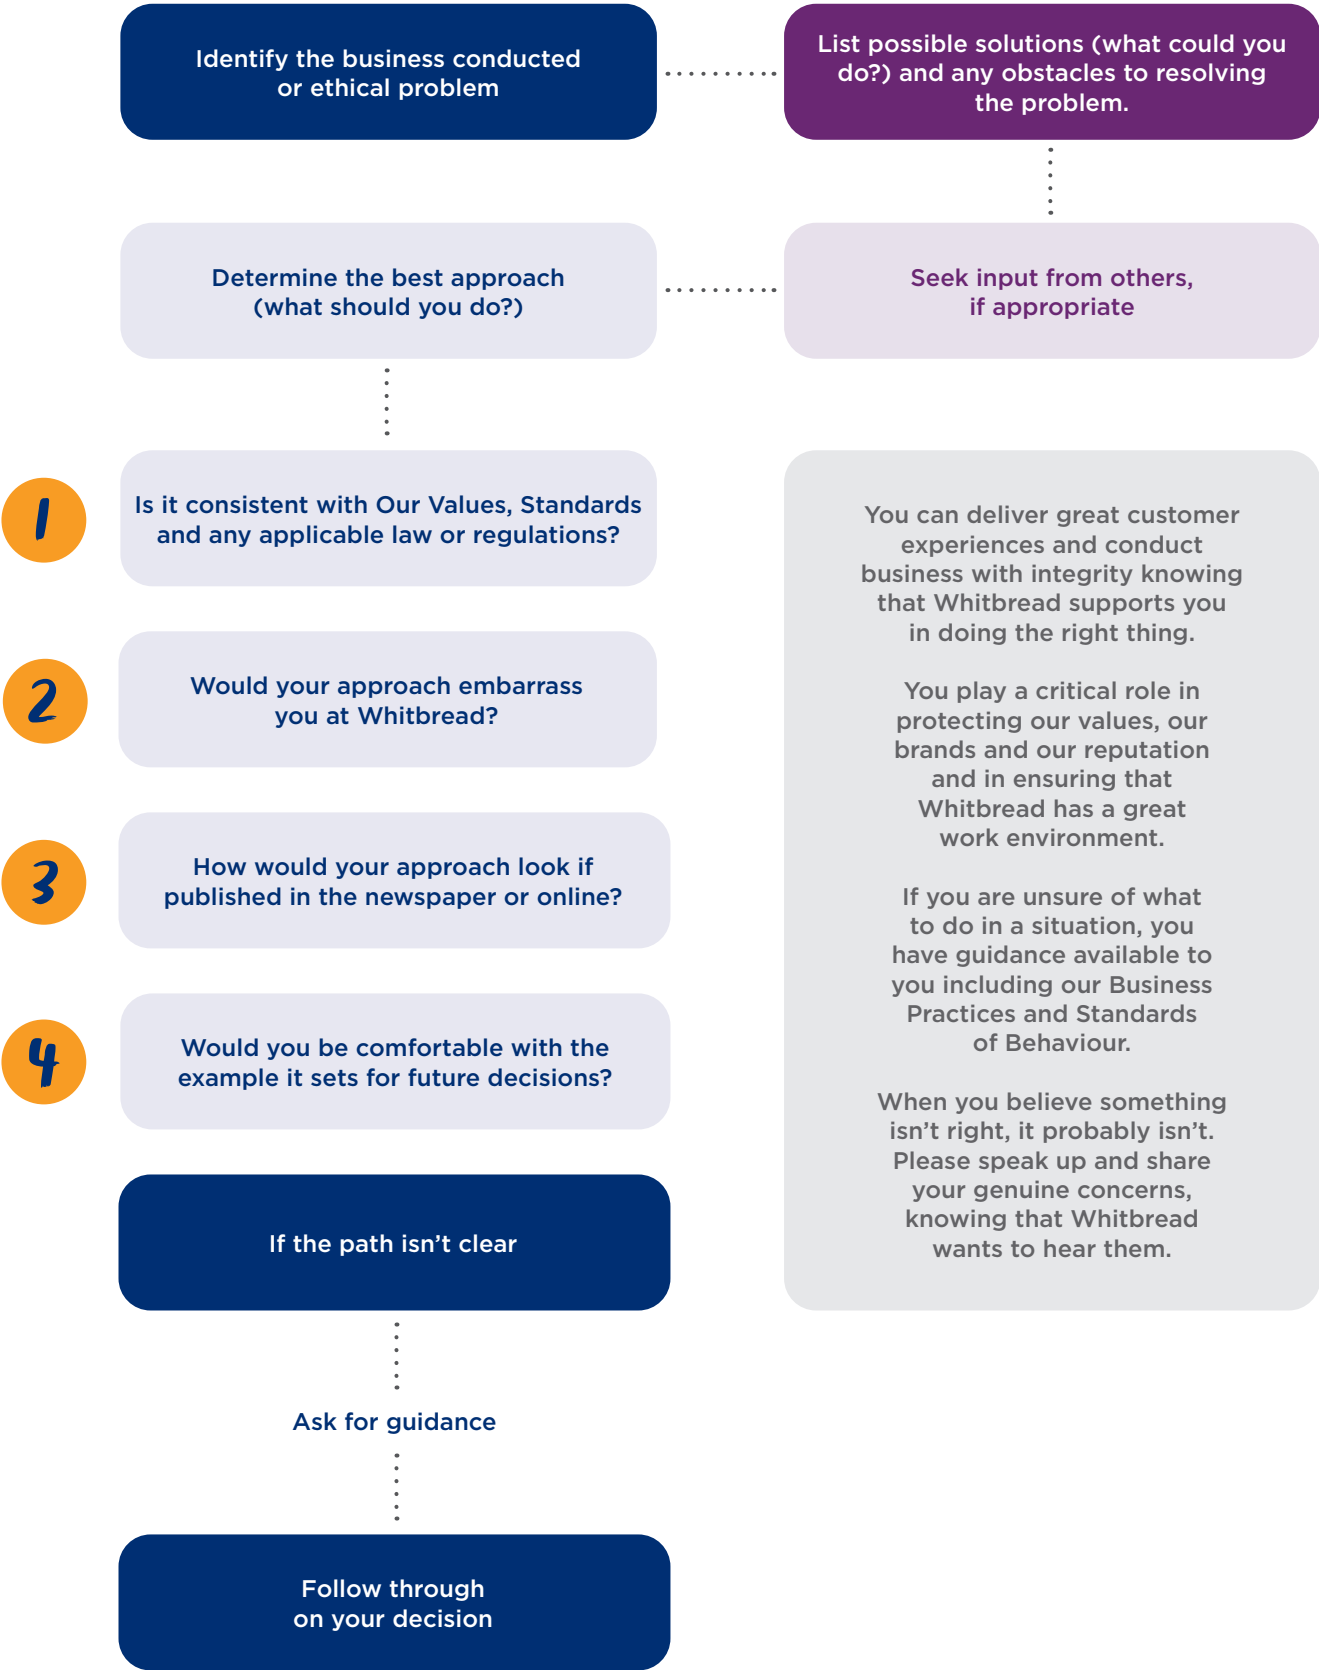 Identify the business conducted
or ethical problem
List possible solutions (what could you
do?) and any obstacles to resolving
the problem.
Seek input from others,
if appropriate
Determine the best approach
(what should you do?)
1
Is it consistent with Our Values, Standards
and any applicable law or regulations?
2
Would your approach embarrass
you at Whitbread?
3
How would your approach look if
published in the newspaper or online?
4
Would you be comfortable with the
example it sets for future decisions?
If the path isn’t clear
Ask for guidance
Follow through
on your decision
You can deliver great customer
experiences and conduct
business with integrity knowing
that Whitbread supports you
in doing the right thing.
You play a critical role in
protecting our values, our
brands and our reputation
and in ensuring that
Whitbread has a great
work environment.
If you are unsure of what
to do in a situation, you
have guidance available to
you including our Business
Practices and Standards
of Behaviour.
When you believe something
isn’t right, it probably isn’t.
Please speak up and share
your genuine concerns,
knowing that Whitbread
wants to hear them.